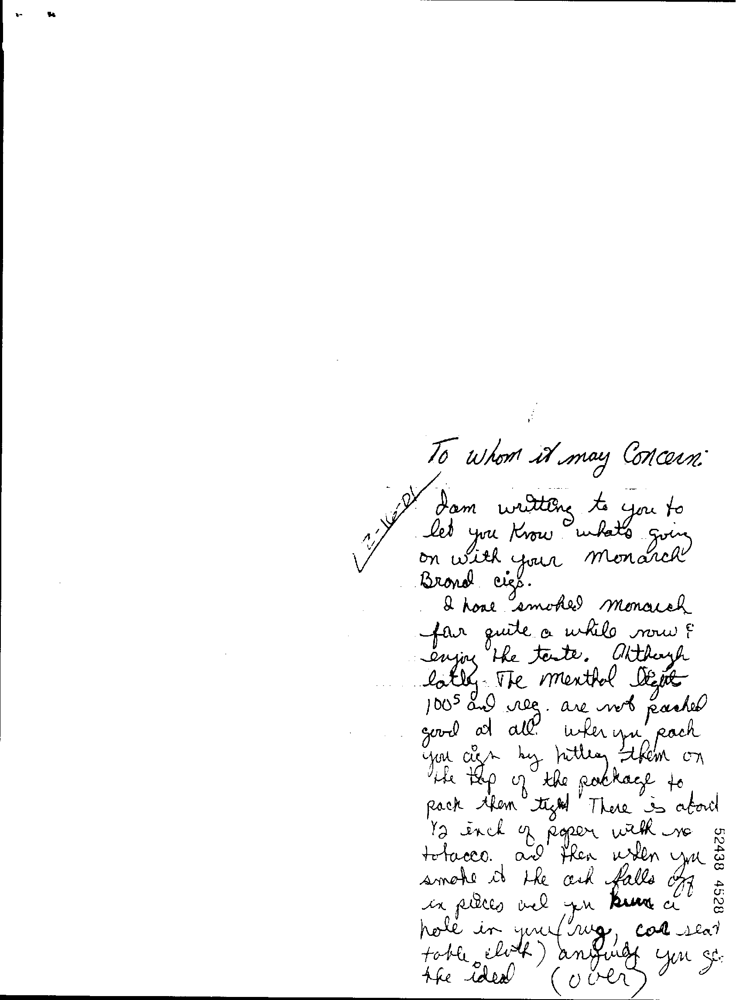 To whom it may Concern:
2-16-01
I am writting to you to
let you know whats going
on with your Monarch
Brand cigs.
I have smoked monarch
for quite a while now &
enjoy the taste. Although
latly The Menthol light
100s and reg. are not packed
good at all. When you pack
you cigs by hitting them on
the top of the package to
pack them tight There is about
1/2 inch of paper with no
tobacco. and then when you
smoke it the ash falls off
in pieces and you burn a
hole in your (rug, car seat
table cloth) you get
the idea (over)
52438 4528